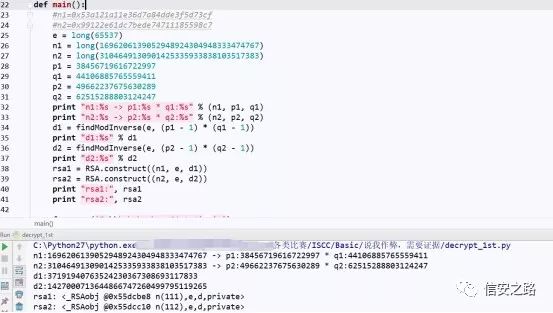 22 def main():
23 #n1=0x53a121a11e36d7a84dde3f5d73cf
24 #n2=0x99122e61dc7bede74711185598c7
25 e = long(65537)
26 n1 = long(1696206139052948924304948333474767)
27 n2 = long(3104649130901425335933838103517383)
28 p1 = 38456719616722997
29 q1 = 44106885765559411
30 p2 = 49662237675630289
31 q2 = 62515288803124247
32 print "n1:%s -> p1:%s * q1:%s" % (n1, p1, q1)
33 print "n2:%s -> p2:%s * q2:%s" % (n2, p2, q2)
34 d1 = findModInverse(e, (p1 - 1) * (q1 - 1))
35 print "d1:%s" % d1
36 d2 = findModInverse(e, (p2 - 1) * (q2 - 1))
37 print "d2:%s" % d2
38 rsa1 = RSA.construct((n1, e, d1))
39 rsa2 = RSA.construct((n2, e, d2))
40 print "rsa1:", rsa1
41 print "rsa2:", rsa2
42
main()
Run decrypt_1st
C:\Python27\python.exe 各类比赛/ISCC/Basic/说我作弊，需要证据/decrypt_1st.py
n1:1696206139052948924304948333474767 -> p1:38456719616722997 * q1:44106885765559411
n2:3104649130901425335933838103517383 -> p2:49662237675630289 * q2:62515288803124247
d1:37191940763524230367308693117833
d2:1427000713644866747260499795119265
rsa1: <_RSAobj @0x55dcbe8 n(111),e,d,private>
rsa2: <_RSAobj @0x55dcc10 n(112),e,d,private>
信安之路